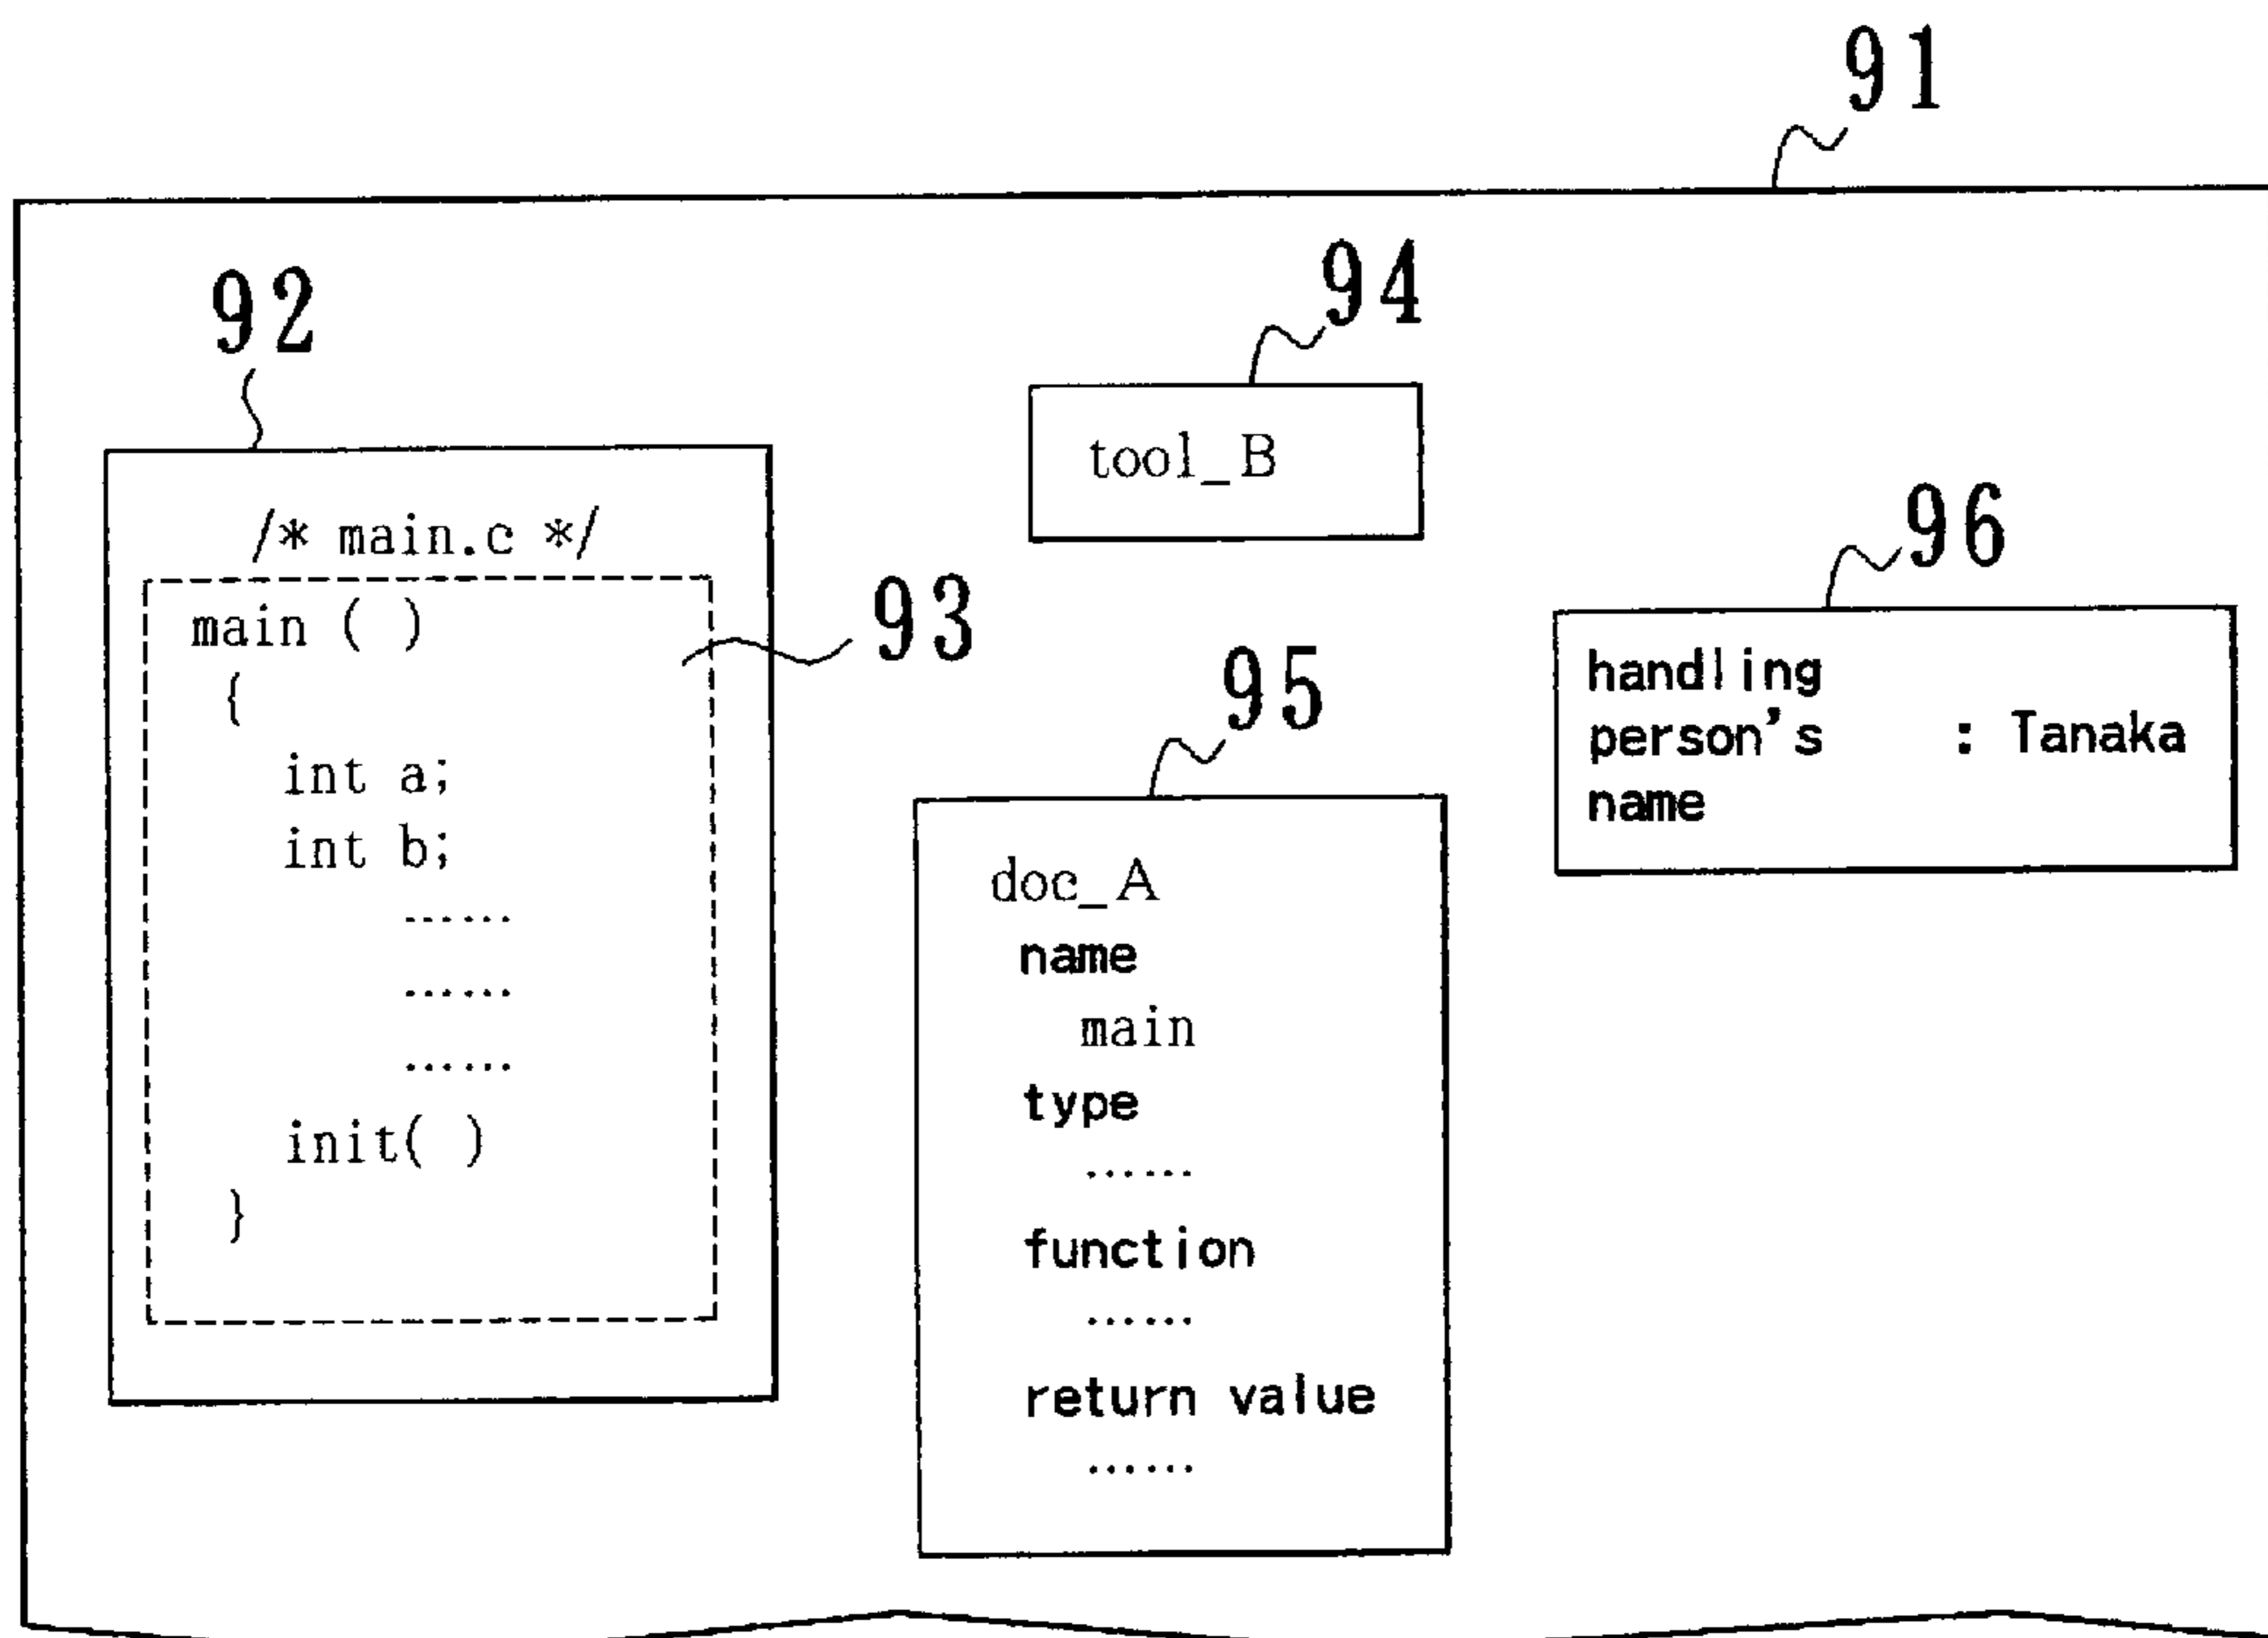 91
92
/* main.c */
main ( )
{
int a;
int b;
......
......
......
init( )
}
93
94
tool_B
95
doc_A
name
main
type
......
function
......
return value
......
96
handling
person's : Tanaka
name